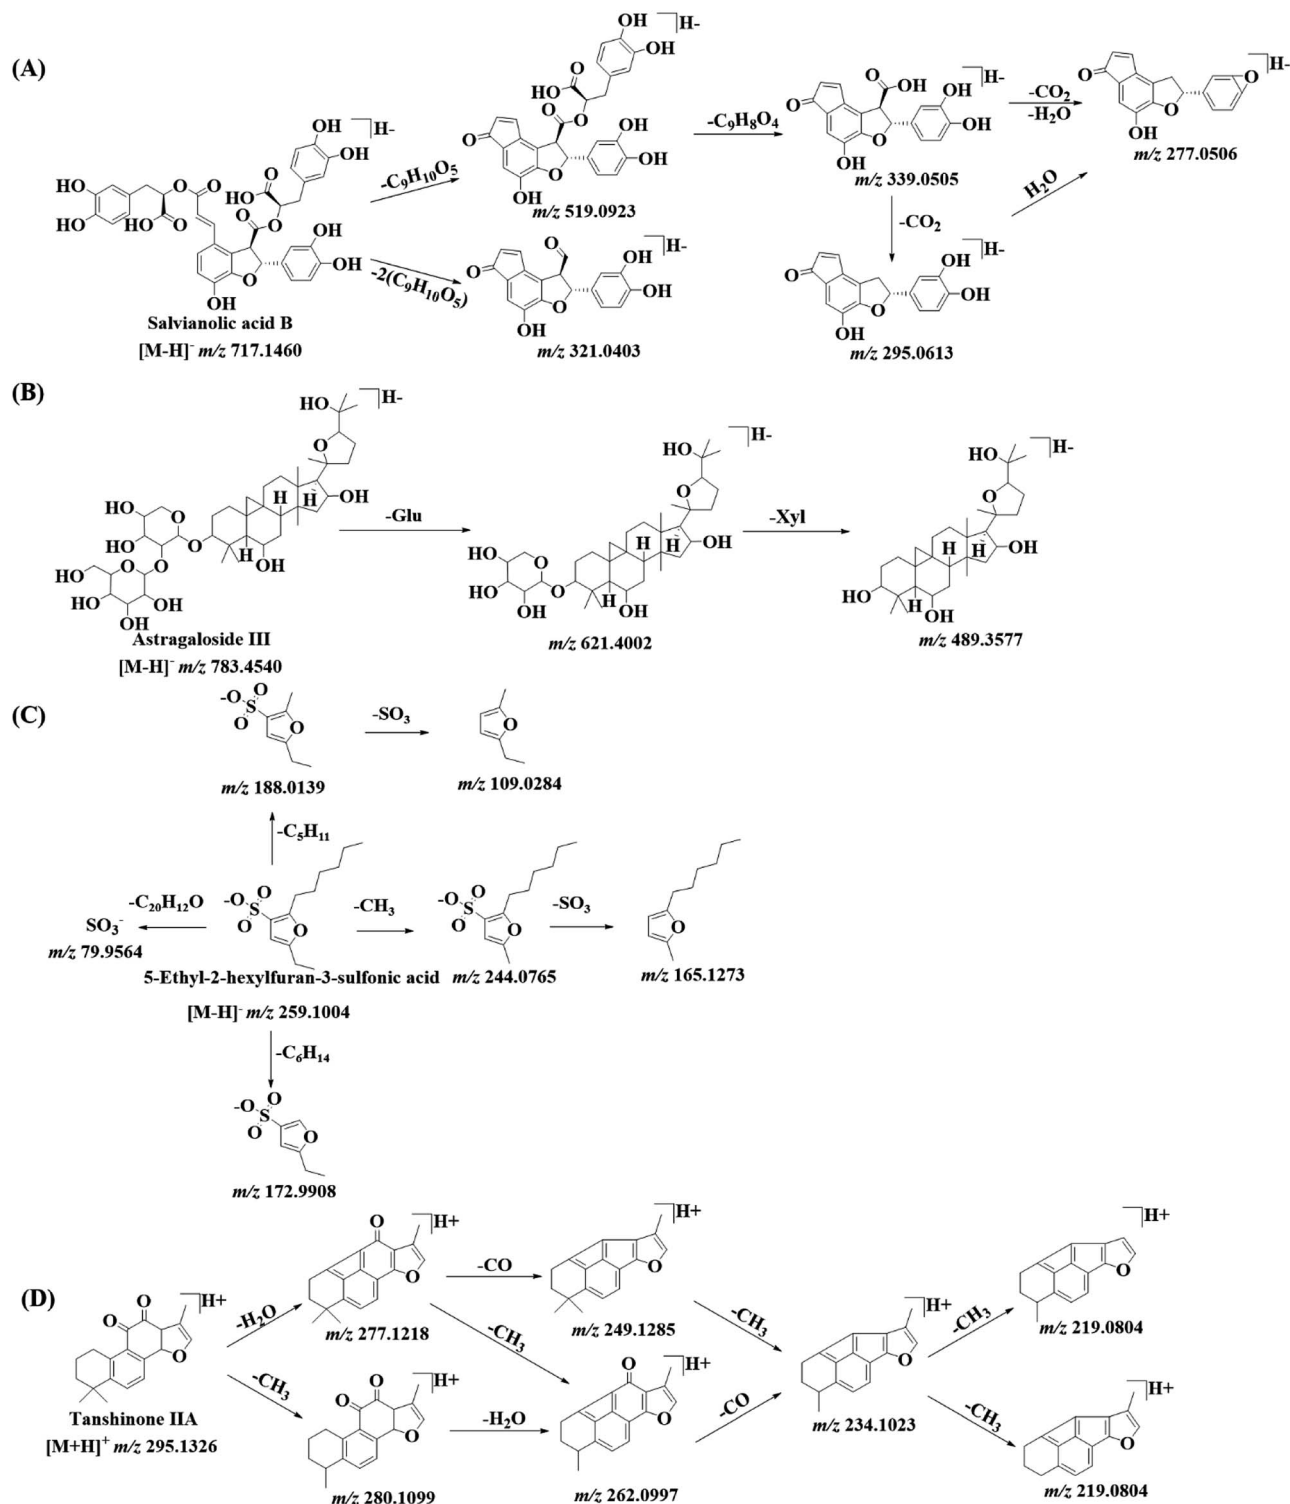 (A)
OH
OH
O
HO
O
O
OH
OH
O
OH
]H-
-C₉H₁₀O₅
m/z 519.0923
-C₉H₈O₄
O
OH
O
OH
OH
O
OH
]H-
m/z 339.0505
-CO₂
-H₂O
O
O
O
OH
]H-
m/z 277.0506
HO
HO
O
O
HO
O
OH
OH
HO
O
O
O
OH
OH
O
OH
]H-
Salvianolic acid B
[M-H]⁻ m/z 717.1460
-2(C₉H₁₀O₅)
O
O
OH
OH
O
OH
]H-
m/z 321.0403
-CO₂
H₂O
O
OH
OH
O
OH
]H-
m/z 295.0613
(B)
HO
O
OH
OH
HO
HO
O
O
O
HO
HO
O
OH
OH
]H-
Astragaloside III
[M-H]⁻ m/z 783.4540
H
H
H
-Glu
HO
O
OH
OH
HO
HO
O
O
OH
H
H
H
]H-
m/z 621.4002
-Xyl
HO
O
OH
HO
OH
H
H
H
]H-
m/z 489.3577
(C)
-O
O
S
O
O
m/z 188.0139
-SO₃
O
m/z 109.0284
-C₅H₁₁
SO₃⁻
m/z 79.9564
-C₂₀H₁₂O
-O
O
S
O
O
5-Ethyl-2-hexylfuran-3-sulfonic acid
[M-H]⁻ m/z 259.1004
-CH₃
-O
O
S
O
O
m/z 244.0765
-SO₃
O
m/z 165.1273
-C₆H₁₄
-O
O
S
O
O
m/z 172.9908
(D)
O
O
O
]H+
Tanshinone IIA
[M+H]⁺ m/z 295.1326
-H₂O
O
O
]H+
m/z 277.1218
-CO
O
]H+
m/z 249.1285
-CH₃
-CH₃
O
O
O
]H+
m/z 280.1099
-H₂O
-CH₃
O
O
]H+
m/z 262.0997
-CO
O
]H+
m/z 234.1023
-CH₃
O
]H+
m/z 219.0804
-CH₃
O
]H+
m/z 219.0804